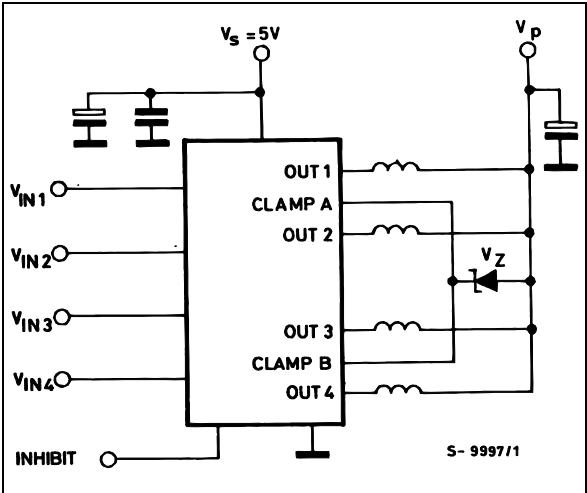 Vs = 5V
Vp
OUT 1
VIN1
CLAMP A
OUT 2
VIN2
VZ
VIN3
OUT 3
CLAMP B
VIN4
OUT 4
INHIBIT
S- 9997/1